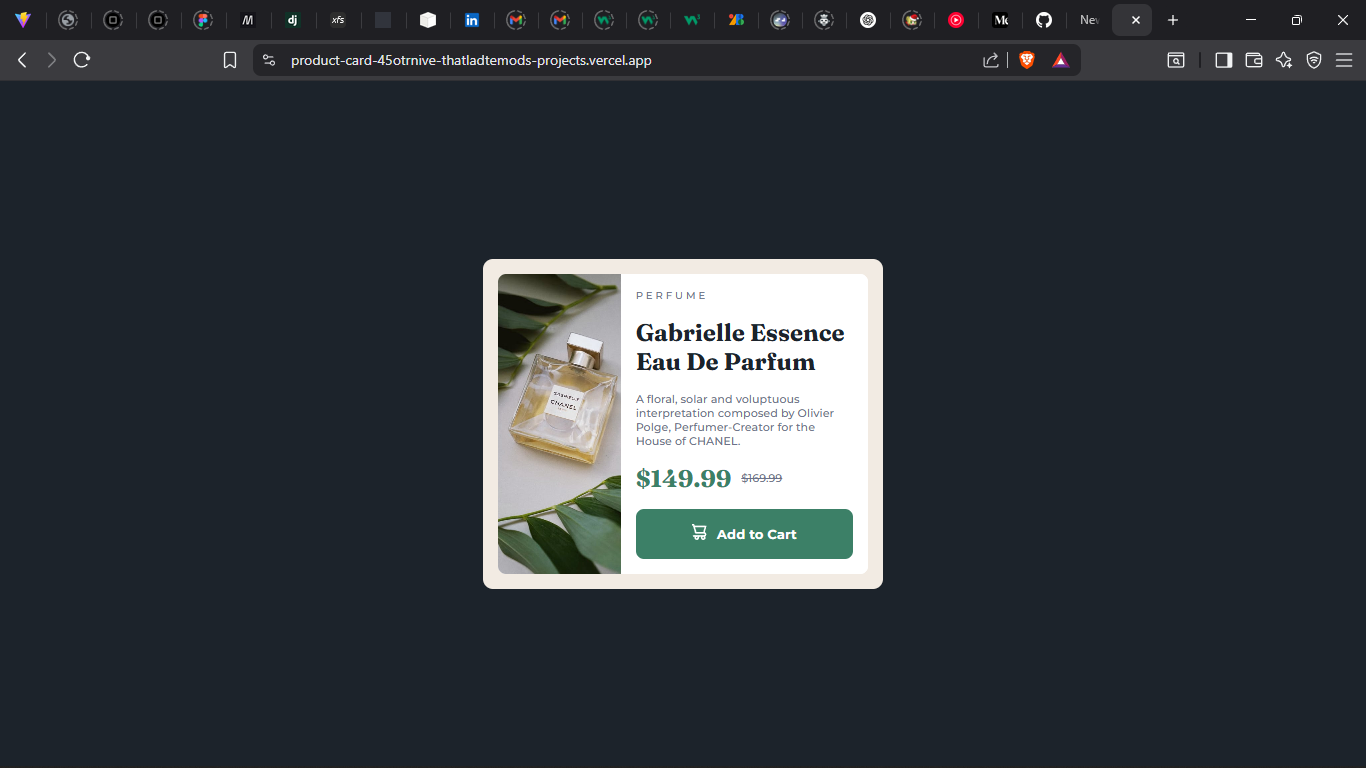 M
dj
xfs
in
Ne
product-card-45otrnive-thatladtemods-projects.vercel.app
PERFUME
Gabrielle Essence
Eau De Parfum
A floral, solar and voluptuous
interpretation composed by Olivier
Polge, Perfumer-Creator for the
House of CHANEL.
$149.99 $169.99
Add to Cart
GABRIELLE
CHANEL